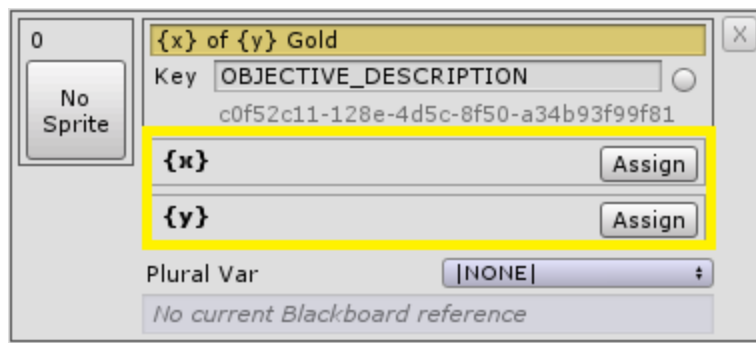 0
No
Sprite
{x} of {y} Gold
X
Key OBJECTIVE_DESCRIPTION
c0f52c11-128e-4d5c-8f50-a34b93f99f81
{x} Assign
{y} Assign
Plural Var |NONE|
No current Blackboard reference